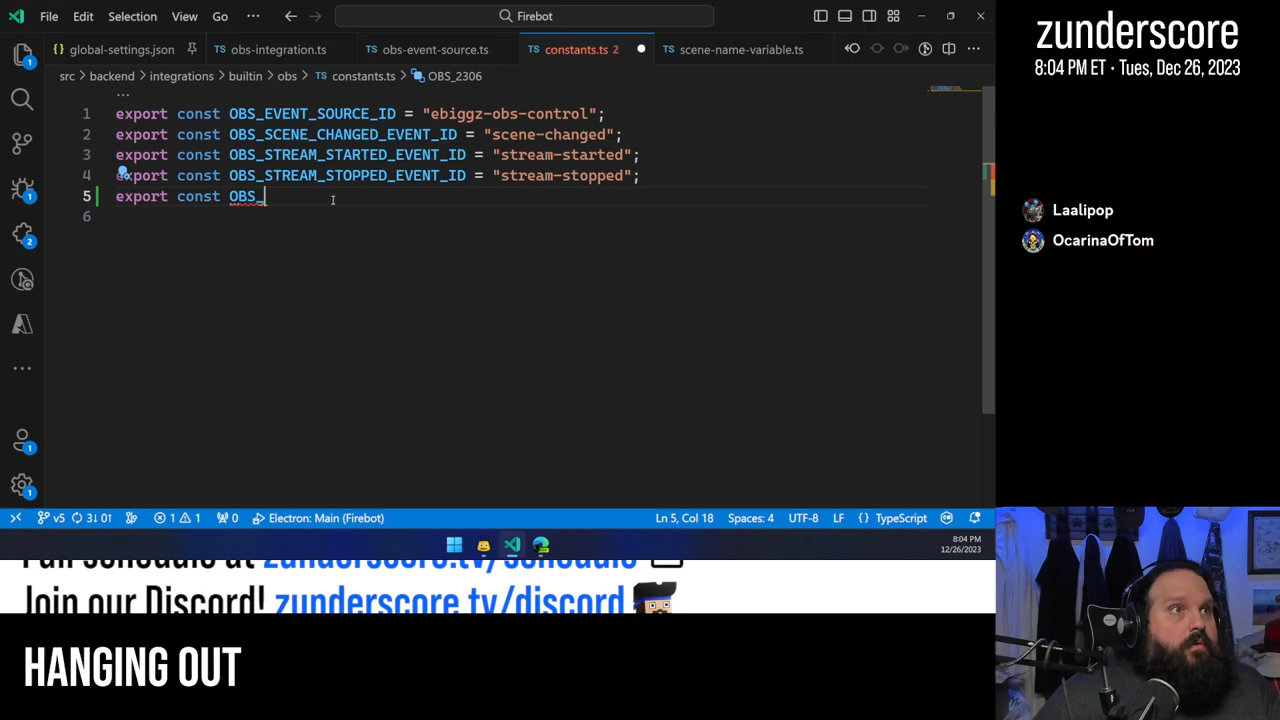 File Edit Selection View Go ··· Firebot
global-settings.json obs-integration.ts obs-event-source.ts constants.ts 2 scene-name-variable.ts
src > backend > integrations > builtin > obs > constants.ts > OBS_2306
1 export const OBS_EVENT_SOURCE_ID = "ebiggz-obs-control";
2 export const OBS_SCENE_CHANGED_EVENT_ID = "scene-changed";
3 export const OBS_STREAM_STARTED_EVENT_ID = "stream-started";
4 export const OBS_STREAM_STOPPED_EVENT_ID = "stream-stopped";
5 export const OBS_
6
v5 3↓ 0↑ 1 1 0 Electron: Main (Firebot) Ln 5, Col 18 Spaces: 4 UTF-8 LF {} TypeScript
8:04 PM
12/26/2023
Full schedule at zunderscore.tv/schedule
Join our Discord! zunderscore.tv/discord
HANGING OUT
zunderscore
8:04 PM ET · Tues, Dec 26, 2023
Laalipop
OcarinaOfTom